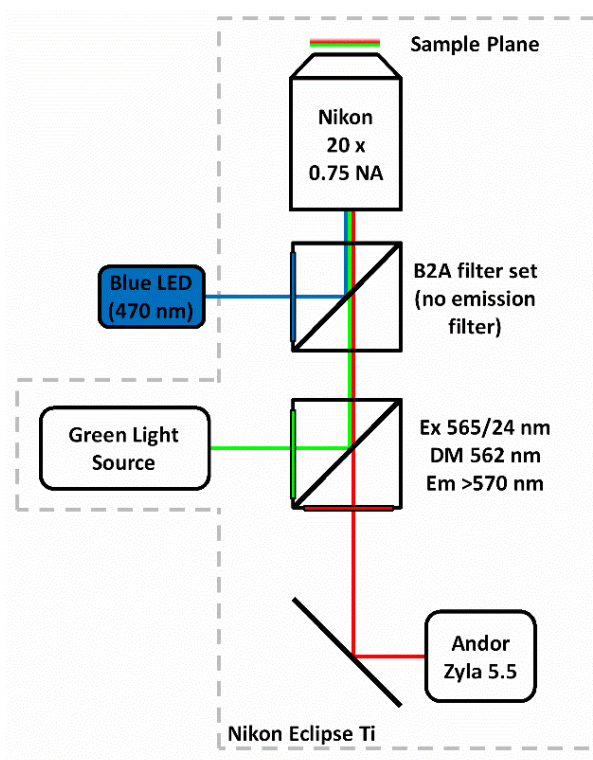 Sample Plane
Nikon
20 x
0.75 NA
Blue LED
(470 nm)
B2A filter set
(no emission
filter)
Green Light
Source
Ex 565/24 nm
DM 562 nm
Em >570 nm
Andor
Zyla 5.5
Nikon Eclipse Ti